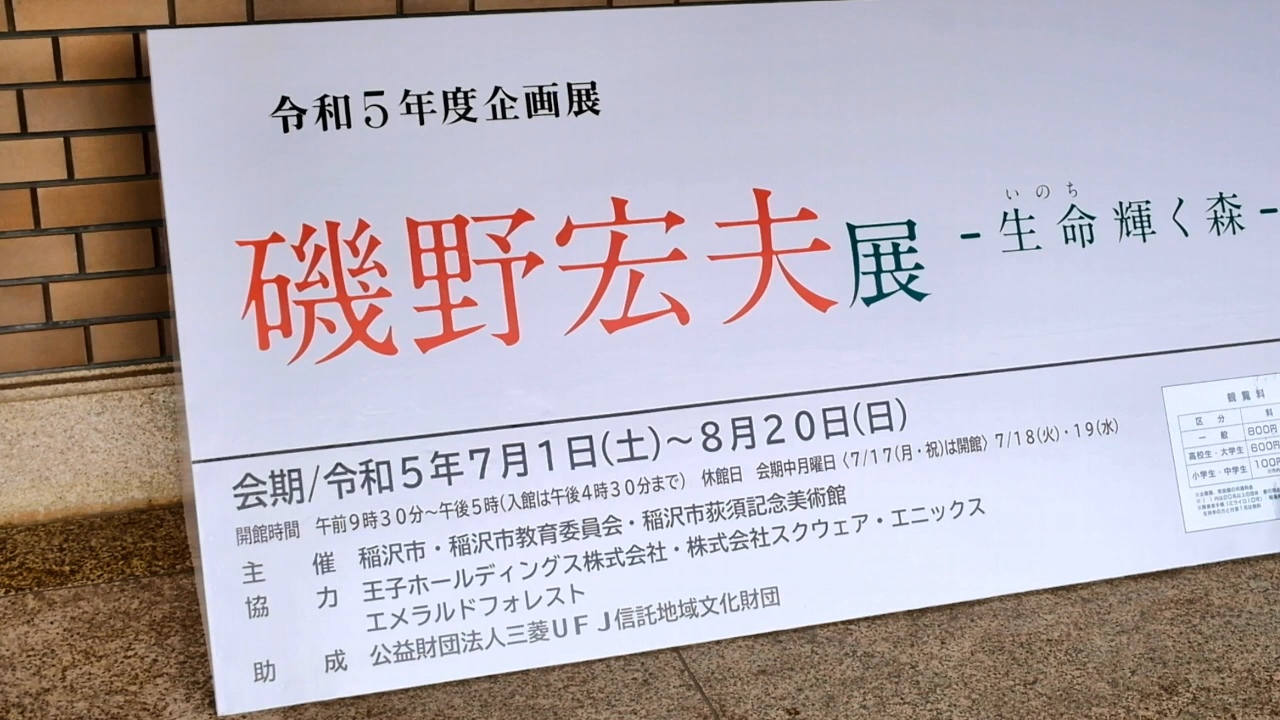 令和5年度企画展
磯野宏夫展
いのち
-生命輝く森-
会期/令和5年7月1日(土)～8月20日(日)
開館時間 午前9時30分～午後5時(入館は午後4時30分まで) 休館日 会期中月曜日〈7/17(月・祝)は開館〉7/18(火)・19(水)
主催 稲沢市・稲沢市教育委員会・稲沢市荻須記念美術館
協力 王子ホールディングス株式会社・株式会社スクウェア・エニックス
エメラルドフォレスト
助成 公益財団法人三菱UFJ信託地域文化財団
観覧料
区分 料
一般 800円
高校生・大学生 600円
小学生・中学生 100円